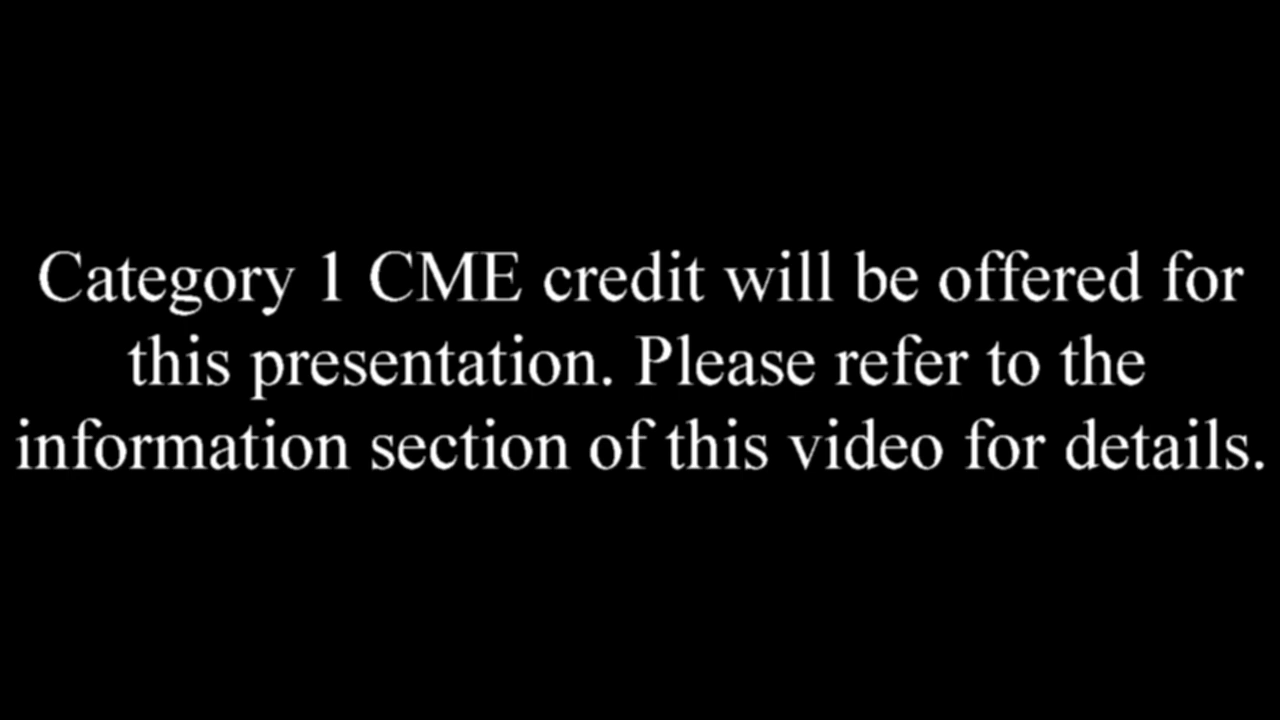 Category 1 CME credit will be offered for
this presentation. Please refer to the
information section of this video for details.